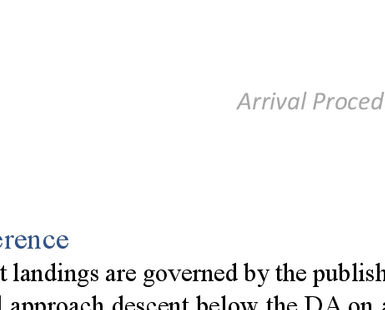 Arrival Proced
erence
t landings are governed by the publish
l approach descent below the DA on a